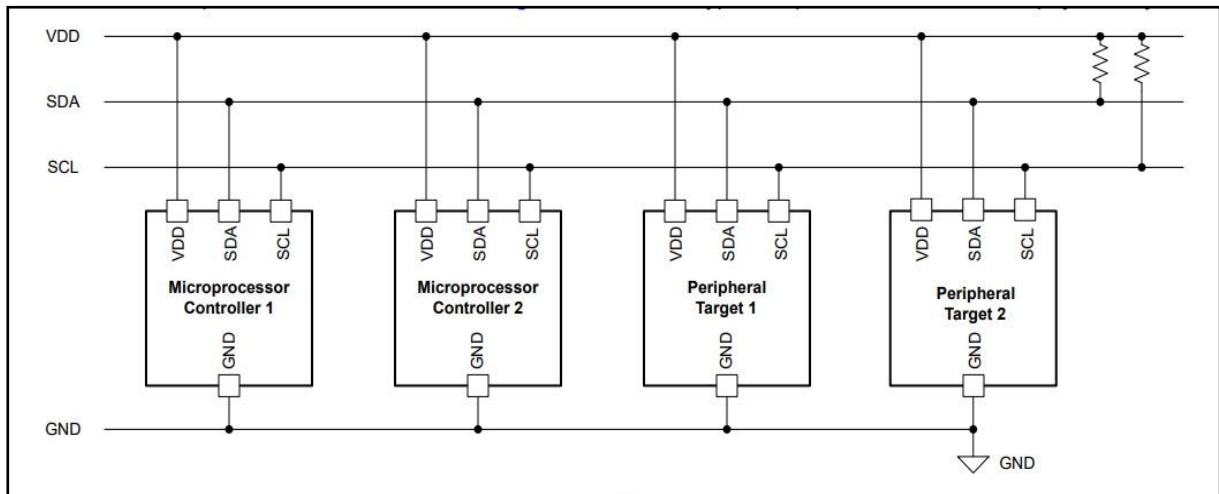 VDD
SDA
SCL
VDD SDA SCL
Microprocessor
Controller 1
GND
VDD SDA SCL
Microprocessor
Controller 2
GND
VDD SDA SCL
Peripheral
Target 1
GND
VDD SDA SCL
Peripheral
Target 2
GND
GND
GND